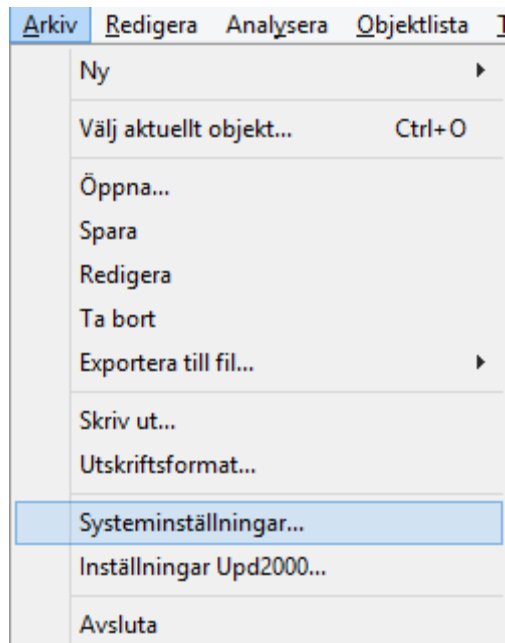 Arkiv Redigera Analysera Objektlista
Ny
Välj aktuellt objekt... Ctrl+O
Öppna...
Spara
Redigera
Ta bort
Exportera till fil...
Skriv ut...
Utskriftsformat...
Systeminställningar...
Inställningar Upd2000...
Avsluta